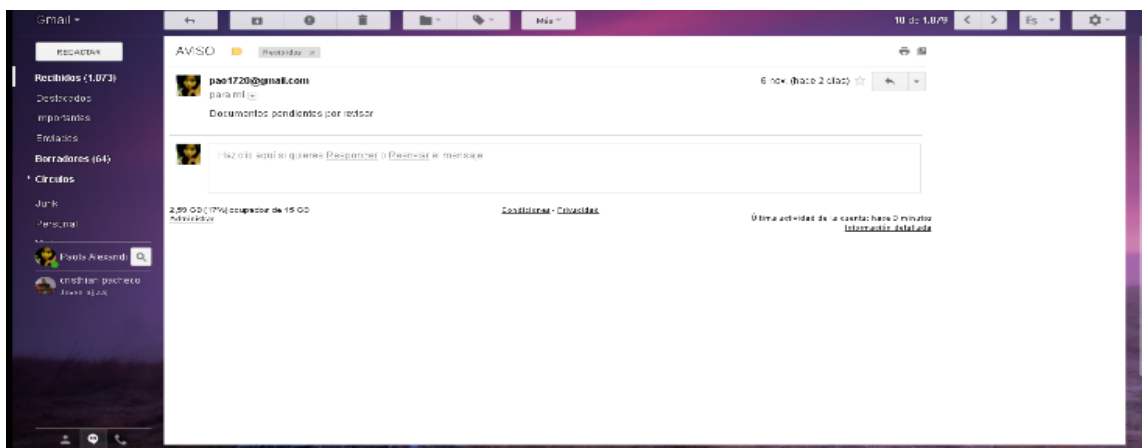 Gmail
Más
10 de 1.879
Es
REDACTAR
AVISO
Recibidos x
Recibidos (1.073)
Destacados
Importantes
Enviados
Borradores (64)
Círculos
Junk
Personal
pao1720@gmail.com
6 nov. (hace 2 días)
para mí
Documentos pendientes por revisar
Haz clic aquí si quieres Responder o Reenviar el mensaje
2,59 GB (17%) ocupados de 15 GB
Administrar
Condiciones - Privacidad
Última actividad de la cuenta: hace 0 minutos
Información detallada
Paola Alexand
cristhian pacheco